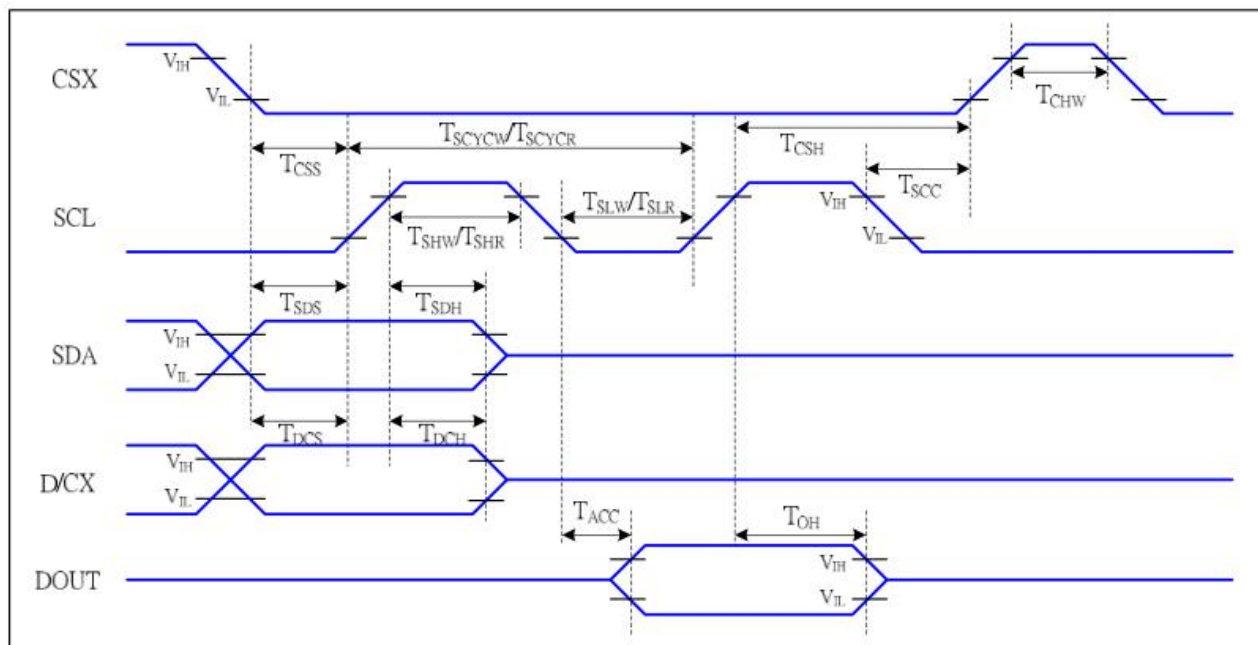 CSX
VIH
VIL
TCHW
TSCYCW/TSCYCR
TCSS
TCSH
TSCC
SCL
TSLW/TSLR
VIH
VIL
TSHW/TSHR
TSDS
TSDH
SDA
VIH
VIL
TDCS
TDCH
D/CX
VIH
VIL
TACC
TOH
DOUT
VIH
VIL